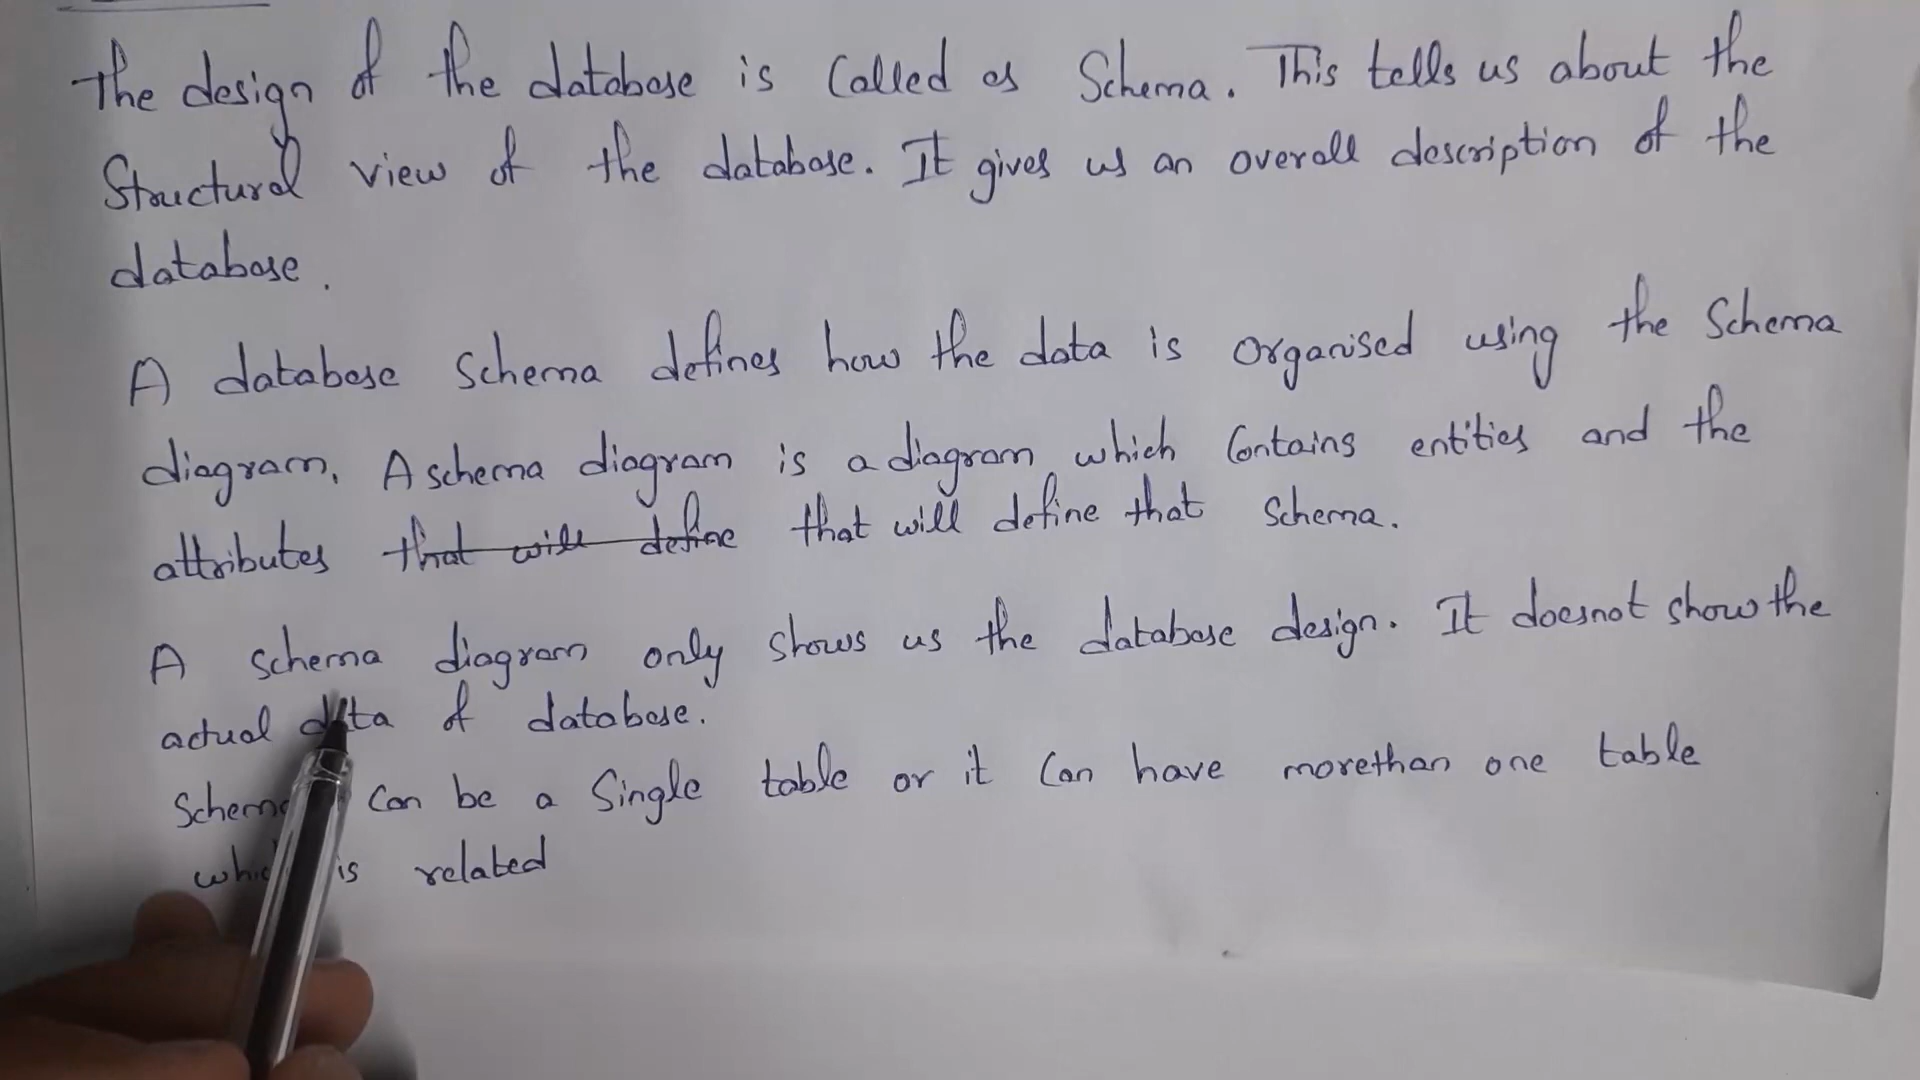 The design of the database is called as Schema. This tells us about the
Structural view of the database. It gives us an overall description of the
database.
A database Schema defines how the data is organised using the Schema
diagram. A schema diagram is a diagram which Contains entities and the
attributes that will define that will define that Schema.
A schema diagram only shows us the database design. It doesnot show the
actual data of database.
Schema can be a Single table or it Can have morethan one table
which is related